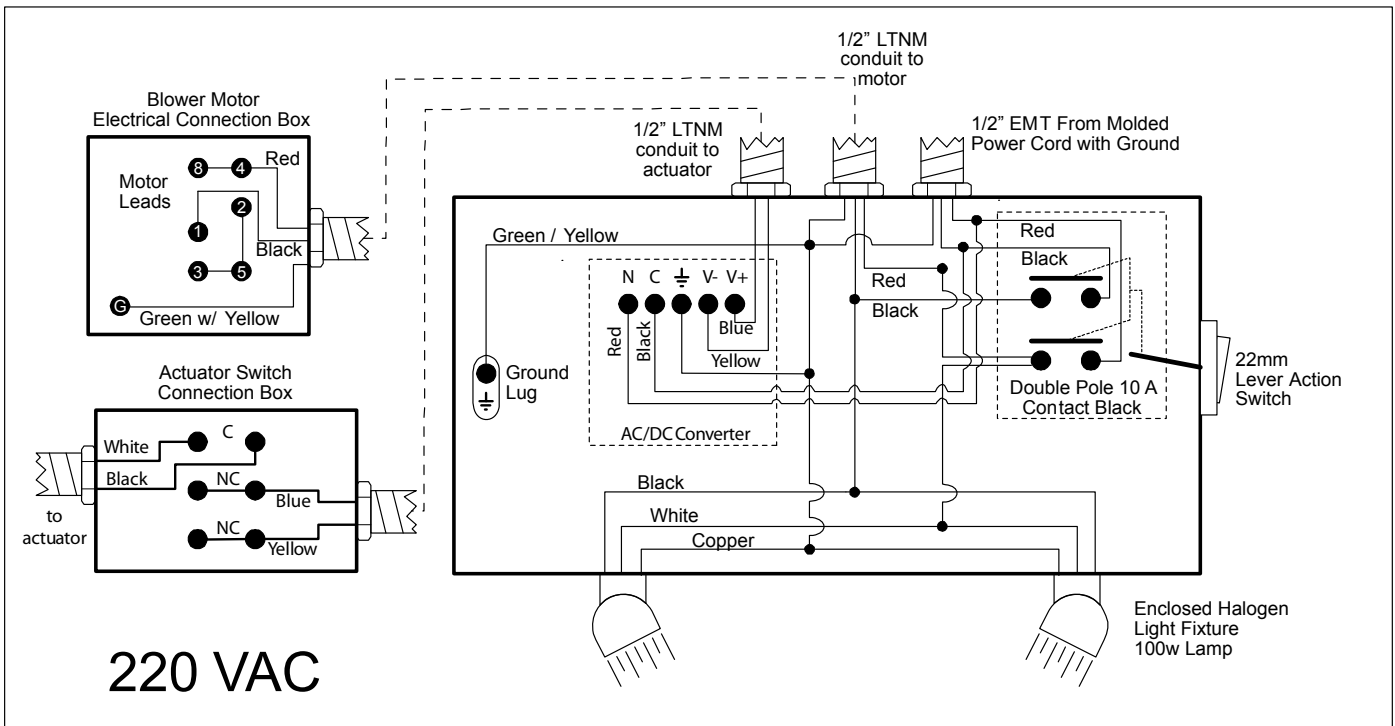 1/2” LTNM
conduit to
motor
Blower Motor
Electrical Connection Box
1/2” LTNM
conduit to
actuator
1/2” EMT From Molded
Power Cord with Ground
8
4
Red
Motor
Leads
2
1
Black
3
5
G
Green w/ Yellow
Green / Yellow
Red
Black
N C V- V+
Red
Black
Blue
Yellow
Red
Black
Ground
Lug
AC/DC Converter
Double Pole 10 A
Contact Black
22mm
Lever Action
Switch
Actuator Switch
Connection Box
White
C
Black
NC
Blue
NC
Yellow
to
actuator
Black
White
Copper
Enclosed Halogen
Light Fixture
100w Lamp
220 VAC